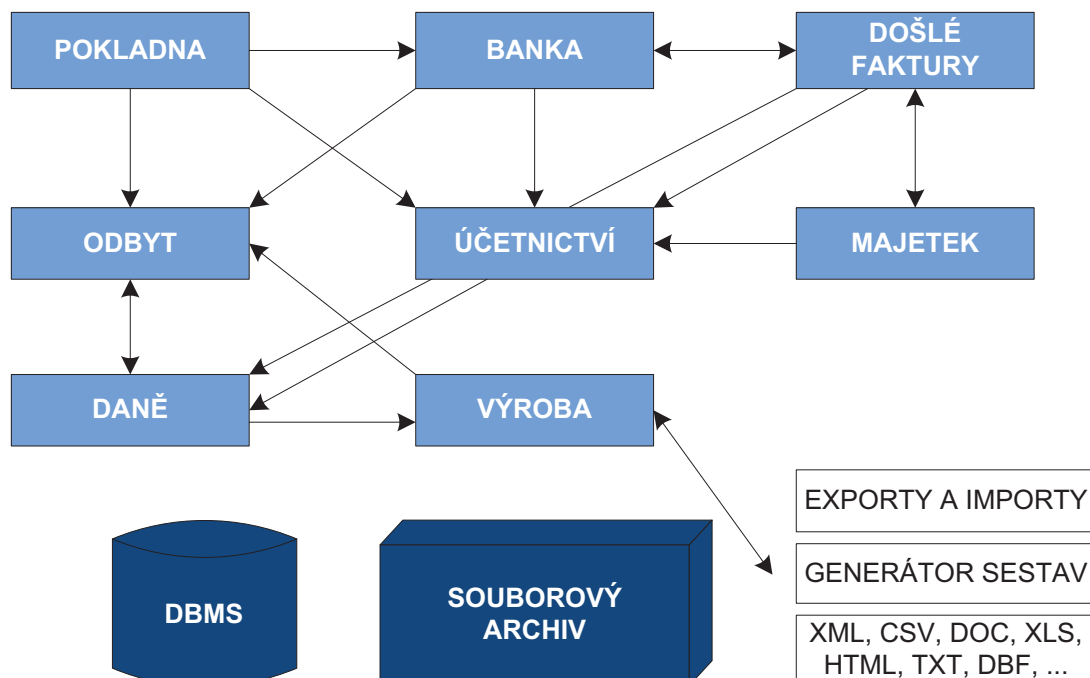 POKLADNA
BANKA
DOŠLÉ
FAKTURY
ODBYT
ÚČETNICTVÍ
MAJETEK
DANĚ
VÝROBA
EXPORTY A IMPORTY
GENERÁTOR SESTAV
XML, CSV, DOC, XLS,
HTML, TXT, DBF, ...
DBMS
SOUBOROVÝ
ARCHIV